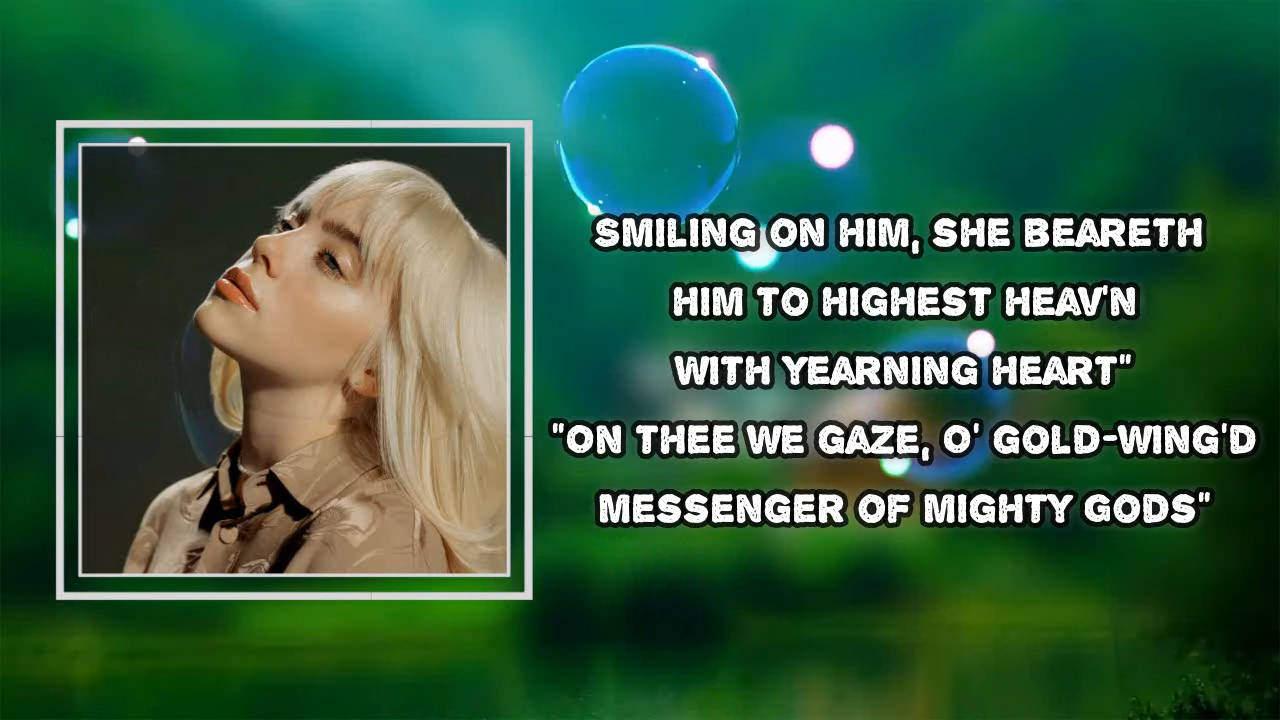 SMILING ON HIM, SHE BEARETH
HIM TO HIGHEST HEAV'N
WITH YEARNING HEART"
"ON THEE WE GAZE, O' GOLD-WING'D
MESSENGER OF MIGHTY GODS"